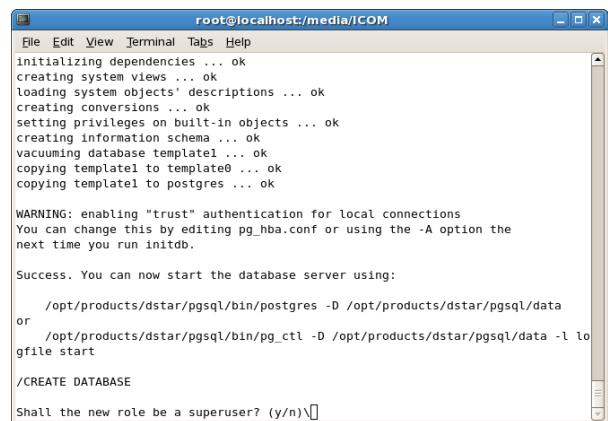 root@localhost:/media/ICOM
File Edit View Terminal Tabs Help
initializing dependencies ... ok
creating system views ... ok
loading system objects' descriptions ... ok
creating conversions ... ok
setting privileges on built-in objects ... ok
creating information schema ... ok
vacuuming database template1 ... ok
copying template1 to template0 ... ok
copying template1 to postgres ... ok
WARNING: enabling "trust" authentication for local connections
You can change this by editing pg_hba.conf or using the -A option the
next time you run initdb.
Success. You can now start the database server using:
/opt/products/dstar/pgsql/bin/postgres -D /opt/products/dstar/pgsql/data
or
/opt/products/dstar/pgsql/bin/pg_ctl -D /opt/products/dstar/pgsql/data -l lo
gfile start
/CREATE DATABASE
Shall the new role be a superuser? (y/n)\